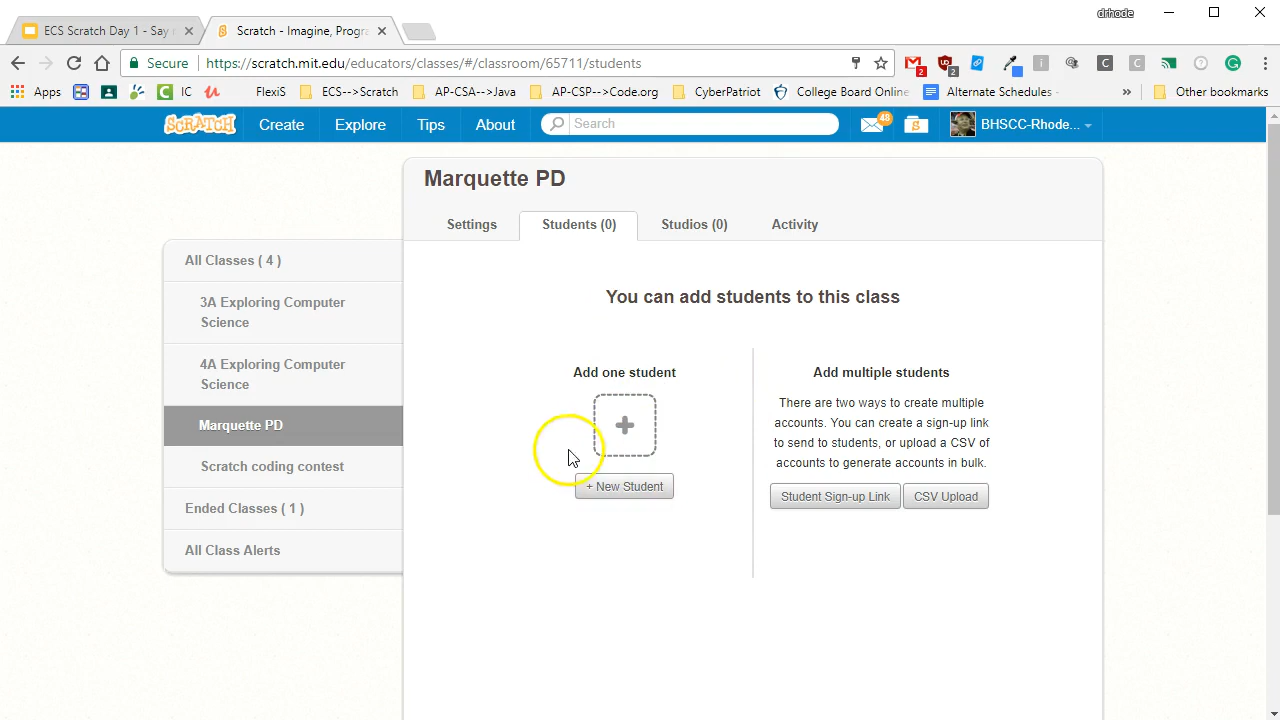 drhode
ECS Scratch Day 1 - Say
Scratch - Imagine, Progr
Secure
https://scratch.mit.edu/educators/classes/#/classroom/65711/students
2
2
Apps
IC
FlexiS
ECS-->Scratch
AP-CSA-->Java
AP-CSP-->Code.org
CyberPatriot
College Board Online
Alternate Schedules
»
Other bookmarks
SCRATCH
Create
Explore
Tips
About
Search
48
BHSCC-Rhode...
Marquette PD
Settings
Students (0)
Studios (0)
Activity
All Classes ( 4 )
3A Exploring Computer
Science
4A Exploring Computer
Science
Marquette PD
Scratch coding contest
Ended Classes ( 1 )
All Class Alerts
You can add students to this class
Add one student
+ New Student
Add multiple students
There are two ways to create multiple
accounts. You can create a sign-up link
to send to students, or upload a CSV of
accounts to generate accounts in bulk.
Student Sign-up Link
CSV Upload